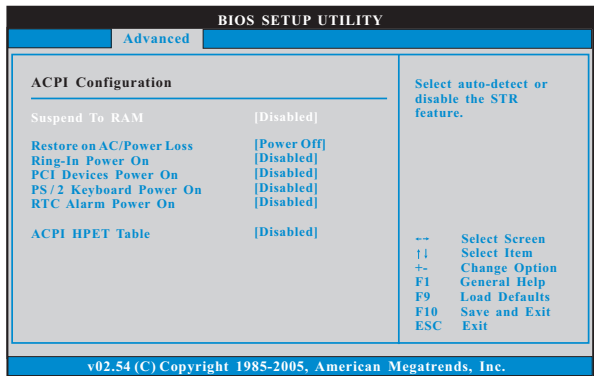 BIOS SETUP UTILITY
Advanced
ACPI Configuration
Suspend To RAM [Disabled]
Restore on AC/Power Loss [Power Off]
Ring-In Power On [Disabled]
PCI Devices Power On [Disabled]
PS/2 Keyboard Power On [Disabled]
RTC Alarm Power On [Disabled]
ACPI HPET Table [Disabled]
Select auto-detect or
disable the STR
feature.
←→ Select Screen
↑↓ Select Item
+- Change Option
F1 General Help
F9 Load Defaults
F10 Save and Exit
ESC Exit
v02.54 (C) Copyright 1985-2005, American Megatrends, Inc.